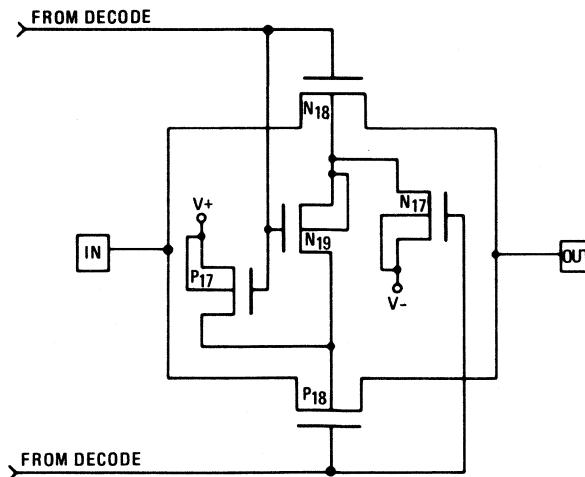 FROM DECODE
N18
V+
N17
N19
IN
P17
OUT
V-
P18
FROM DECODE